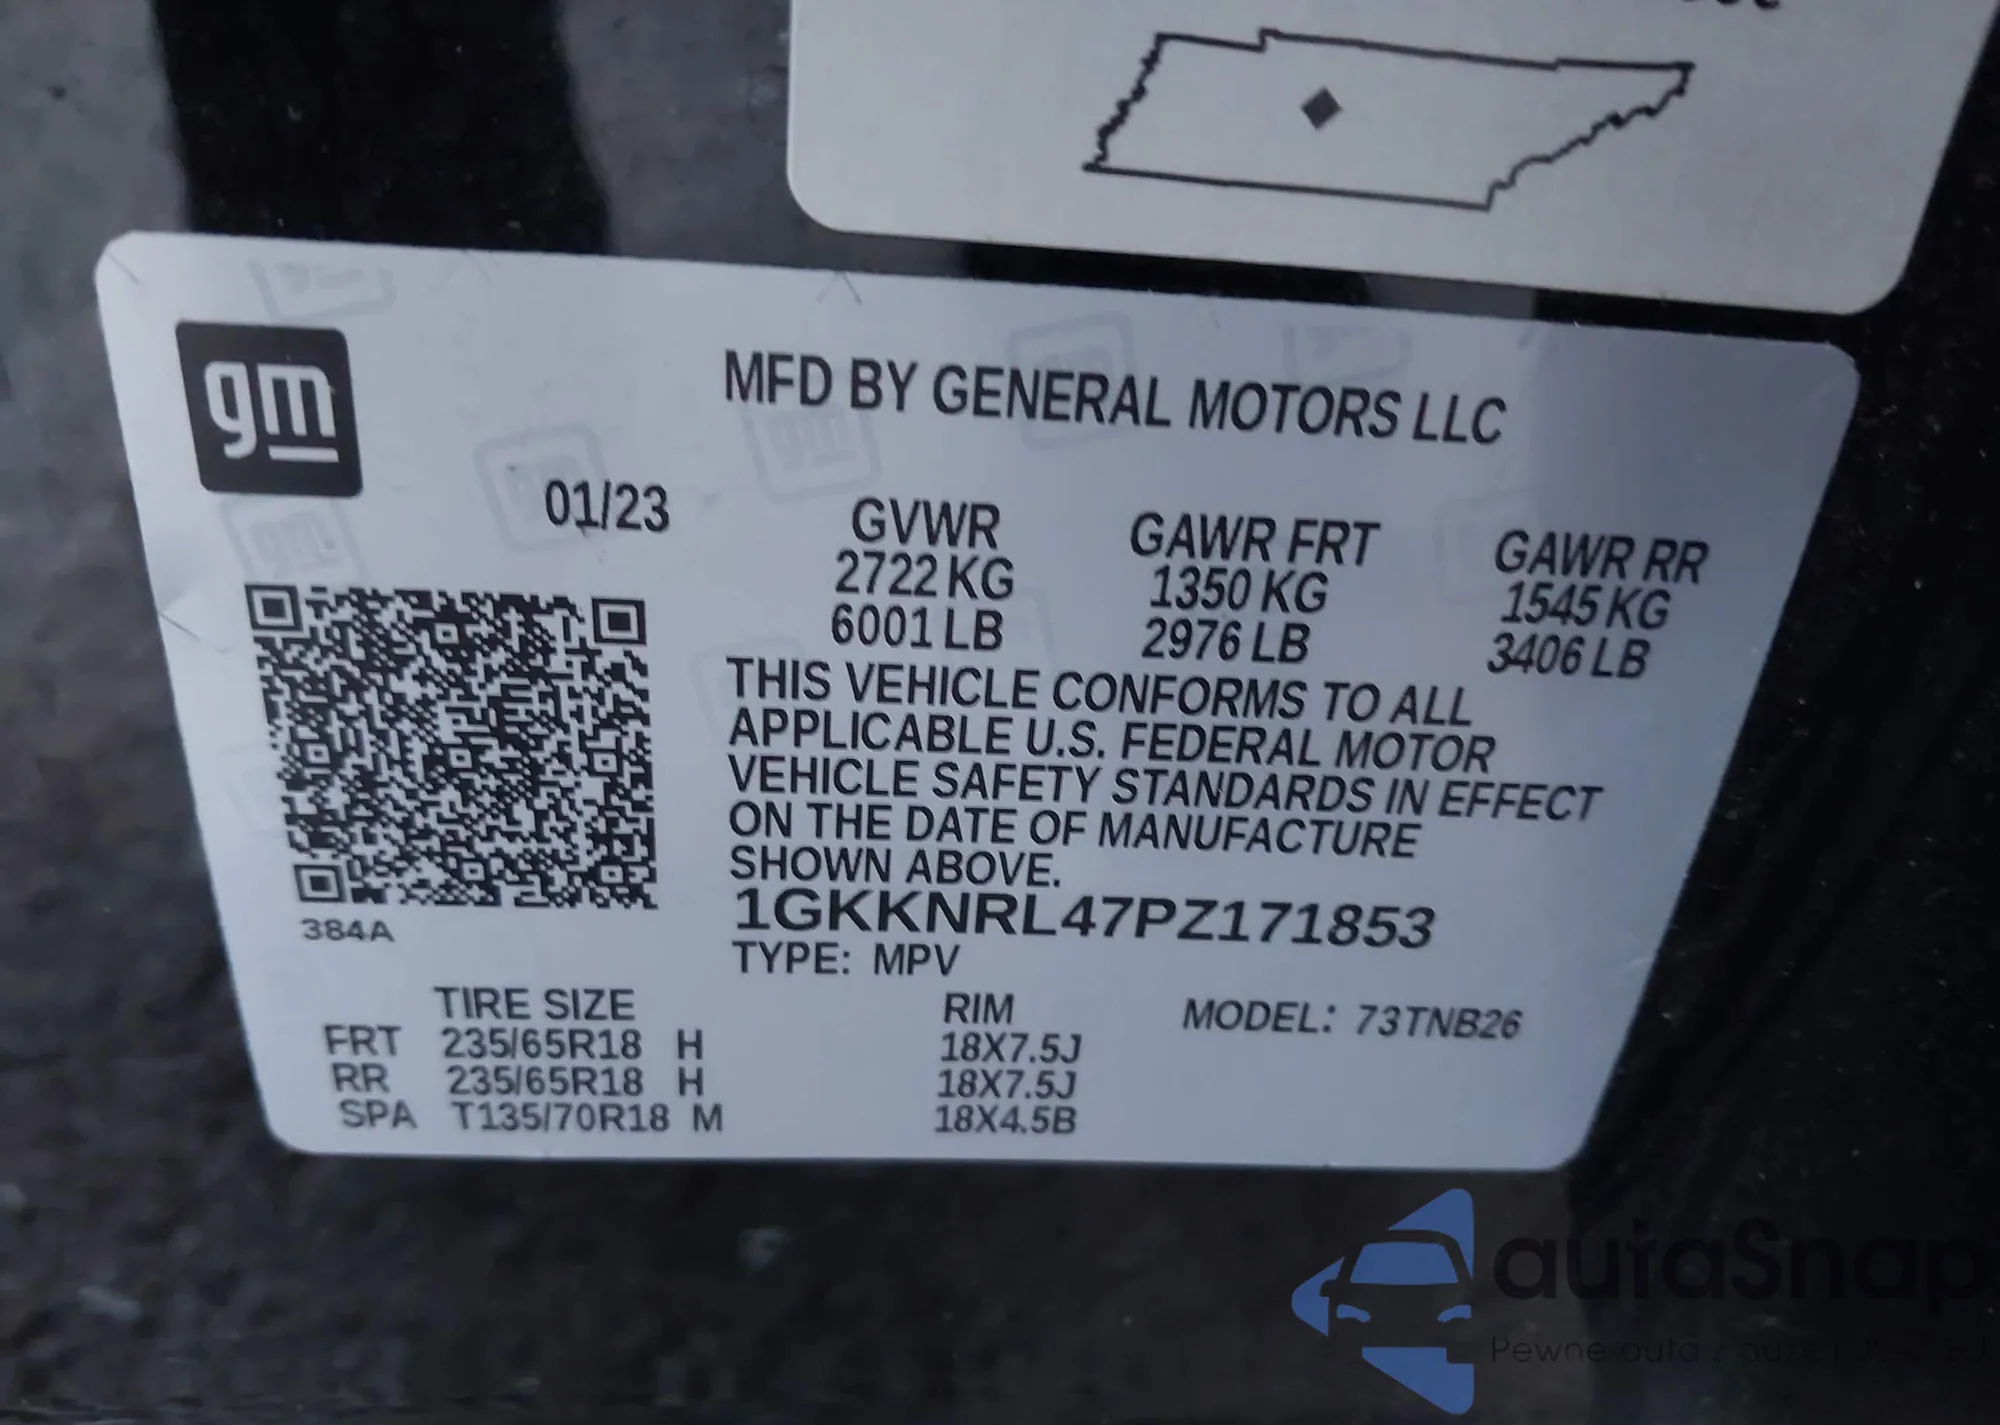 gm
MFD BY GENERAL MOTORS LLC
01/23
GVWR GAWR FRT GAWR RR
2722 KG 1350 KG 1545 KG
6001 LB 2976 LB 3406 LB
THIS VEHICLE CONFORMS TO ALL
APPLICABLE U.S. FEDERAL MOTOR
VEHICLE SAFETY STANDARDS IN EFFECT
ON THE DATE OF MANUFACTURE
SHOWN ABOVE.
1GKKNRL47PZ171853
384A
TYPE: MPV
TIRE SIZE RIM MODEL: 73TNB26
FRT 235/65R18 H 18X7.5J
RR 235/65R18 H 18X7.5J
SPA T135/70R18 M 18X4.5B
autaSnap
Pewne auta z